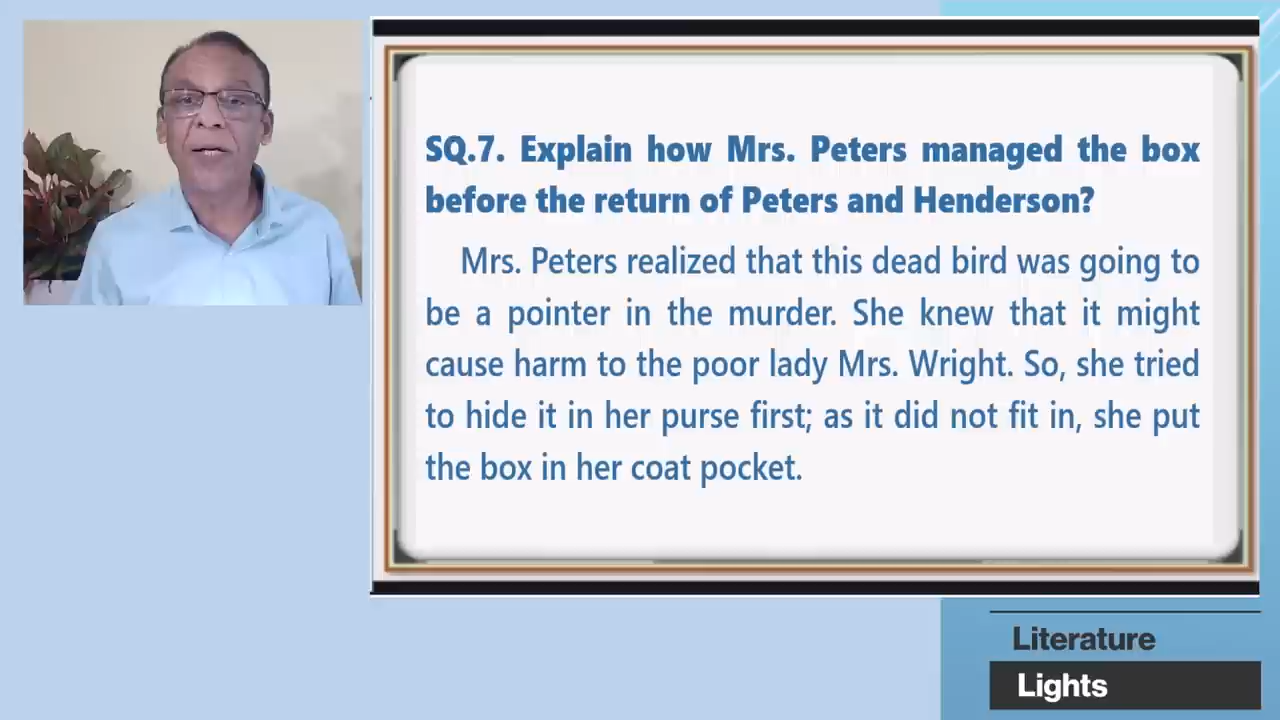 SQ.7. Explain how Mrs. Peters managed the box
before the return of Peters and Henderson?
Mrs. Peters realized that this dead bird was going to
be a pointer in the murder. She knew that it might
cause harm to the poor lady Mrs. Wright. So, she tried
to hide it in her purse first; as it did not fit in, she put
the box in her coat pocket.
Literature
Lights